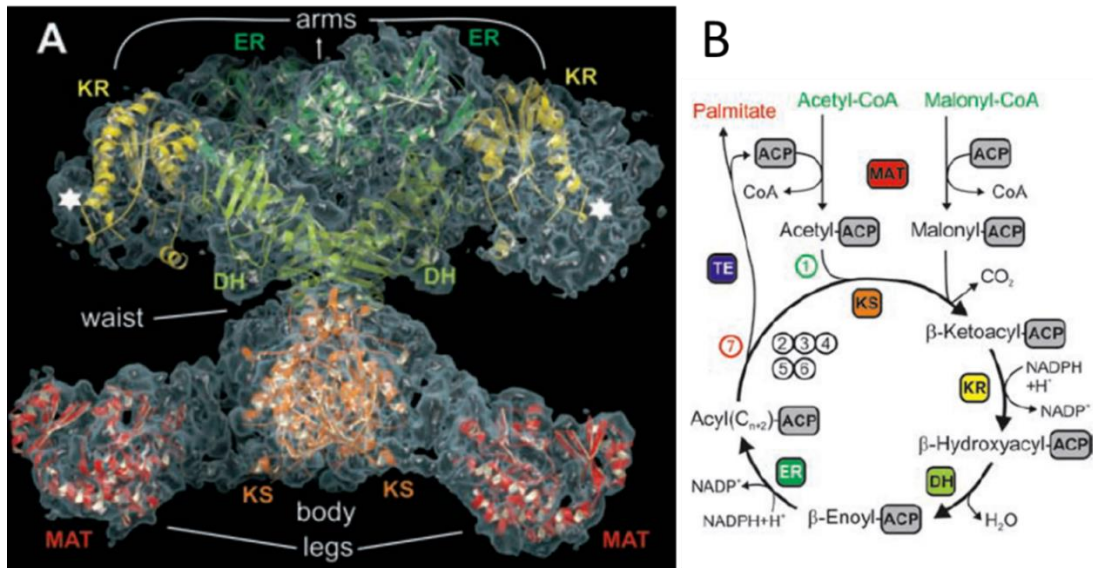 A
arms
ER
ER
KR
KR
DH
DH
waist
KS
KS
body
MAT
MAT
legs
B
Palmitate
Acetyl-CoA
Malonyl-CoA
ACP
ACP
MAT
CoA
CoA
Acetyl-ACP
Malonyl-ACP
TE
1
KS
CO₂
7
2 3 4
5 6
β-Ketoacyl-ACP
KR
NADPH
+H⁺
NADP⁺
Acyl(Cₙ₊₂)-ACP
β-Hydroxyacyl-ACP
ER
DH
NADP⁺
NADPH+H⁺
β-Enoyl-ACP
H₂O